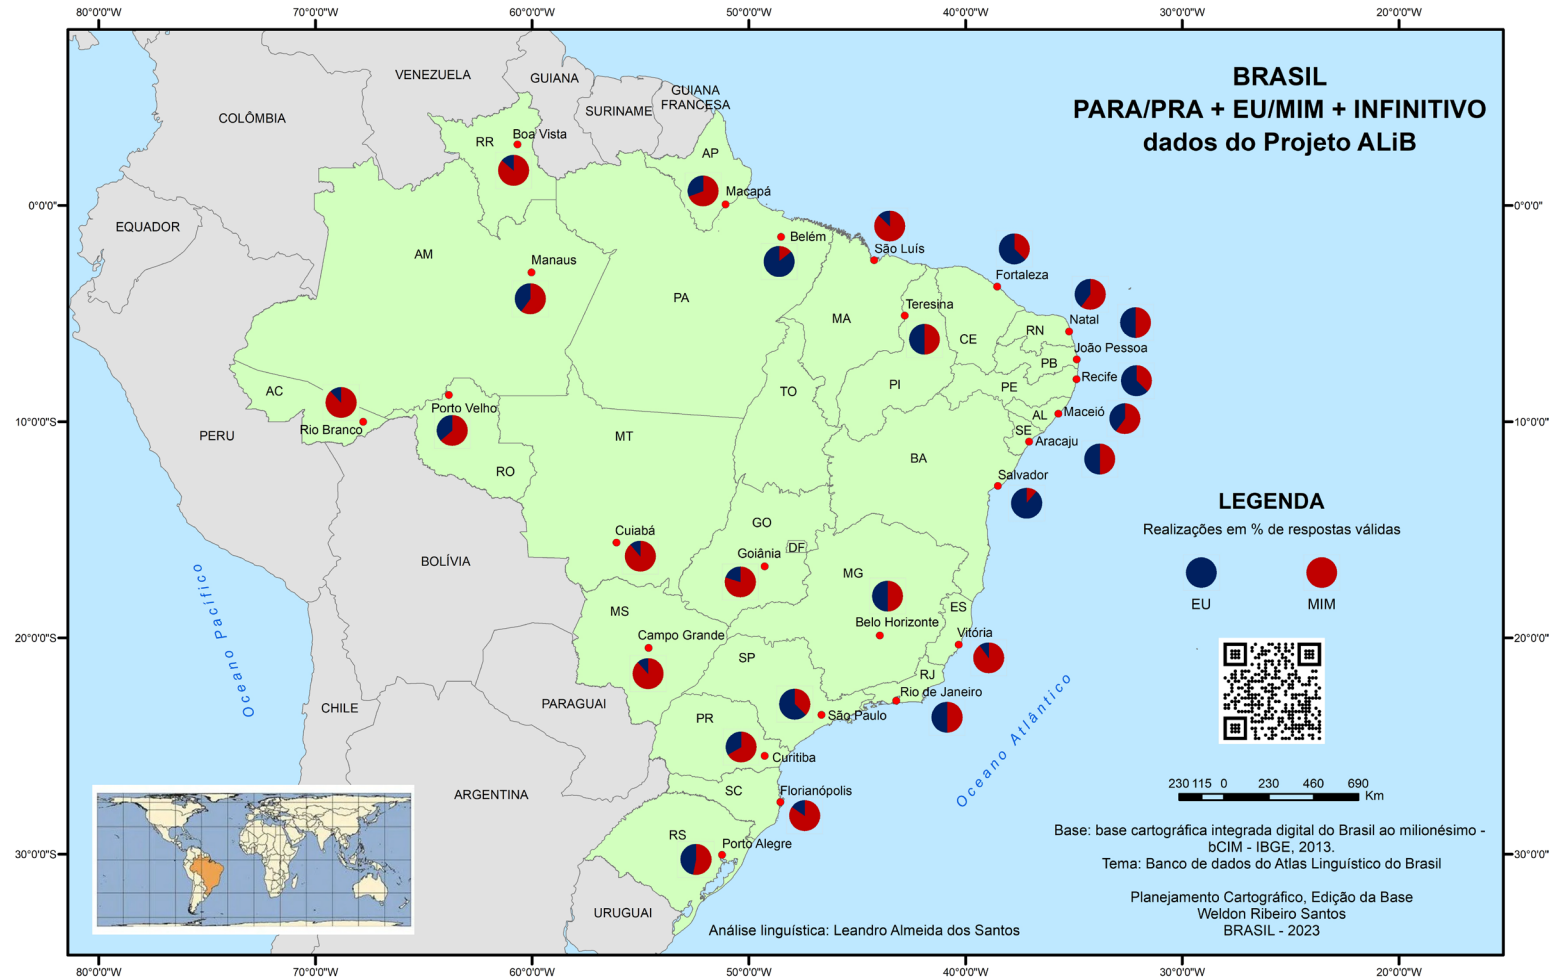 80°0'0"W 70°0'0"W 60°0'0"W 50°0'0"W 40°0'0"W 30°0'0"W 20°0'0"W
BRASIL
PARA/PRA + EU/MIM + INFINITIVO
dados do Projeto ALiB
VENEZUELA
GUIANA
SURINAME
GUIANA
FRANCESA
COLÔMBIA
RR
Boa Vista
AP
Macapá
0°0'0"
0°0'0"
EQUADOR
AM
Manaus
Belém
São Luís
Fortaleza
PA
MA
Teresina
CE
RN
Natal
João Pessoa
PB
Recife
PE
PI
TO
AC
Rio Branco
Porto Velho
RO
MT
AL
Maceió
SE
Aracaju
10°0'0"S
10°0'0"S
PERU
BA
Salvador
LEGENDA
Realizações em % de respostas válidas
EU
MIM
GO
DF
Goiânia
Cuiabá
BOLÍVIA
MG
Belo Horizonte
ES
Vitória
MS
Campo Grande
Oceano Pacífico
20°0'0"S
20°0'0"S
SP
RJ
Rio de Janeiro
São Paulo
PARAGUAI
CHILE
PR
Curitiba
Oceano Atlântico
SC
Florianópolis
ARGENTINA
RS
Porto Alegre
230 115 0 230 460 690
Km
30°0'0"S
30°0'0"S
URUGUAI
Base: base cartográfica integrada digital do Brasil ao milionésimo -
bCIM - IBGE, 2013.
Tema: Banco de dados do Atlas Linguístico do Brasil
Planejamento Cartográfico, Edição da Base
Weldon Ribeiro Santos
BRASIL - 2023
Análise linguística: Leandro Almeida dos Santos
80°0'0"W 70°0'0"W 60°0'0"W 50°0'0"W 40°0'0"W 30°0'0"W 20°0'0"W